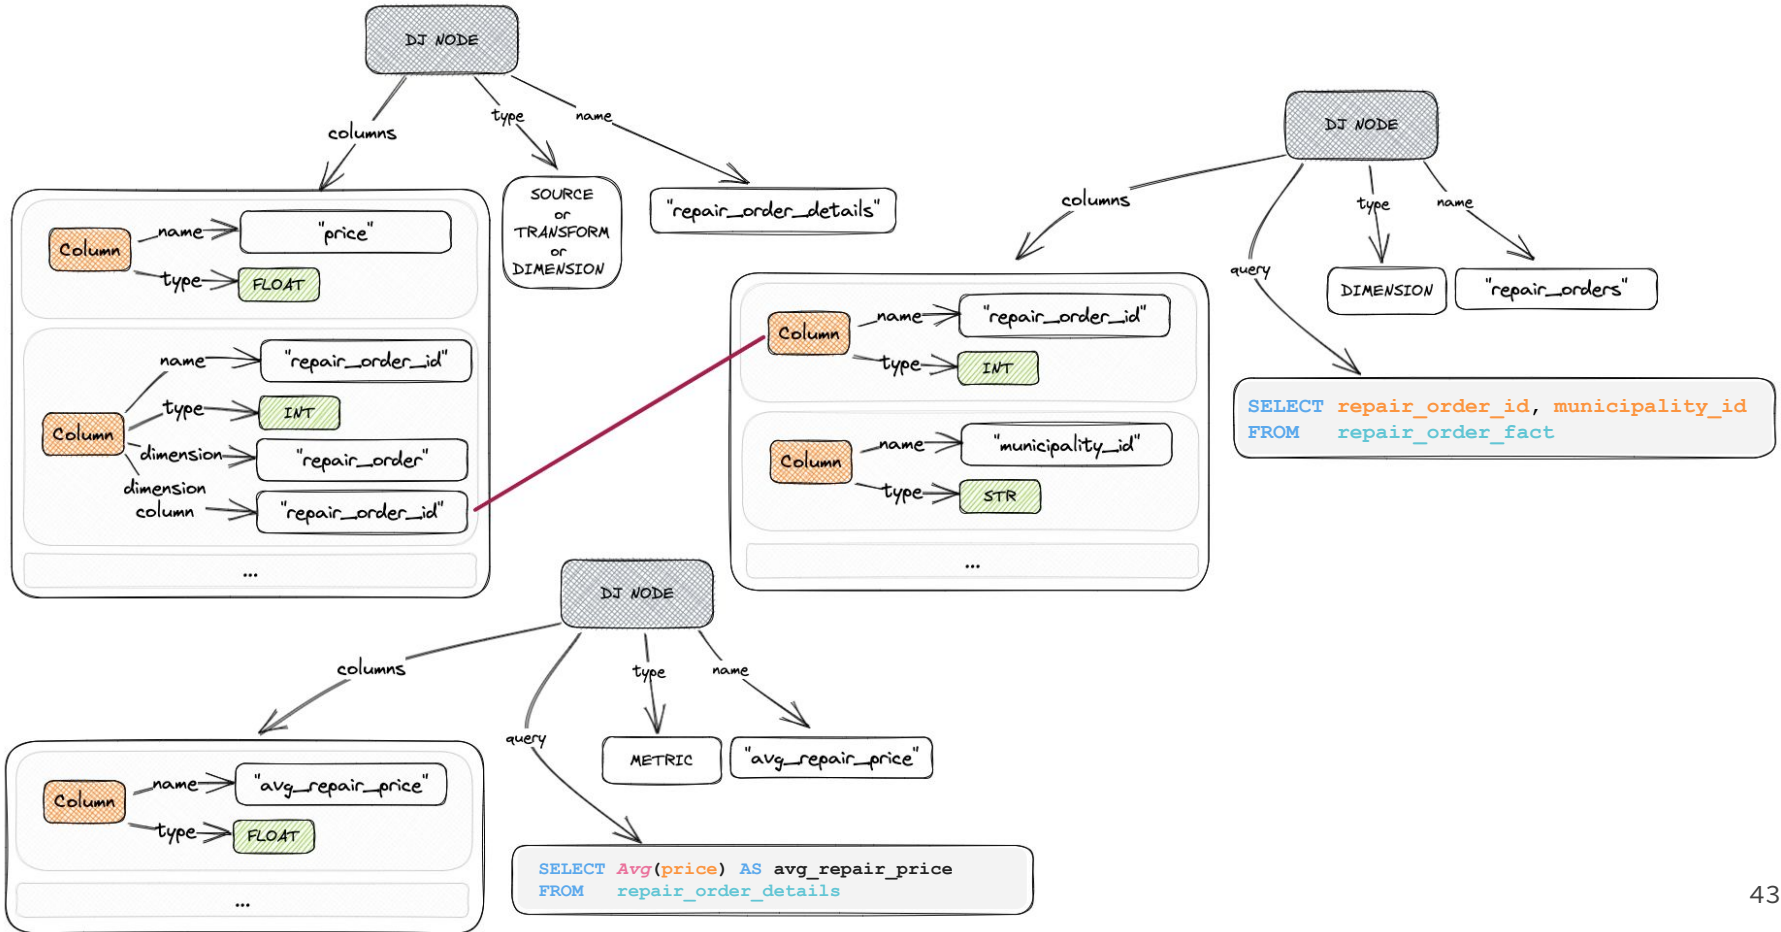 DJ NODE
columns
type
name
SOURCE
or
TRANSFORM
or
DIMENSION
"repair_order_details"
Column
name
"price"
type
FLOAT
Column
name
"repair_order_id"
type
INT
dimension
"repair_order"
dimension
column
"repair_order_id"
...
DJ NODE
columns
query
type
name
DIMENSION
"repair_orders"
Column
name
"repair_order_id"
type
INT
Column
name
"municipality_id"
type
STR
...
SELECT repair_order_id, municipality_id
FROM repair_order_fact
DJ NODE
columns
query
type
name
METRIC
"avg_repair_price"
Column
name
"avg_repair_price"
type
FLOAT
...
SELECT Avg(price) AS avg_repair_price
FROM repair_order_details
43